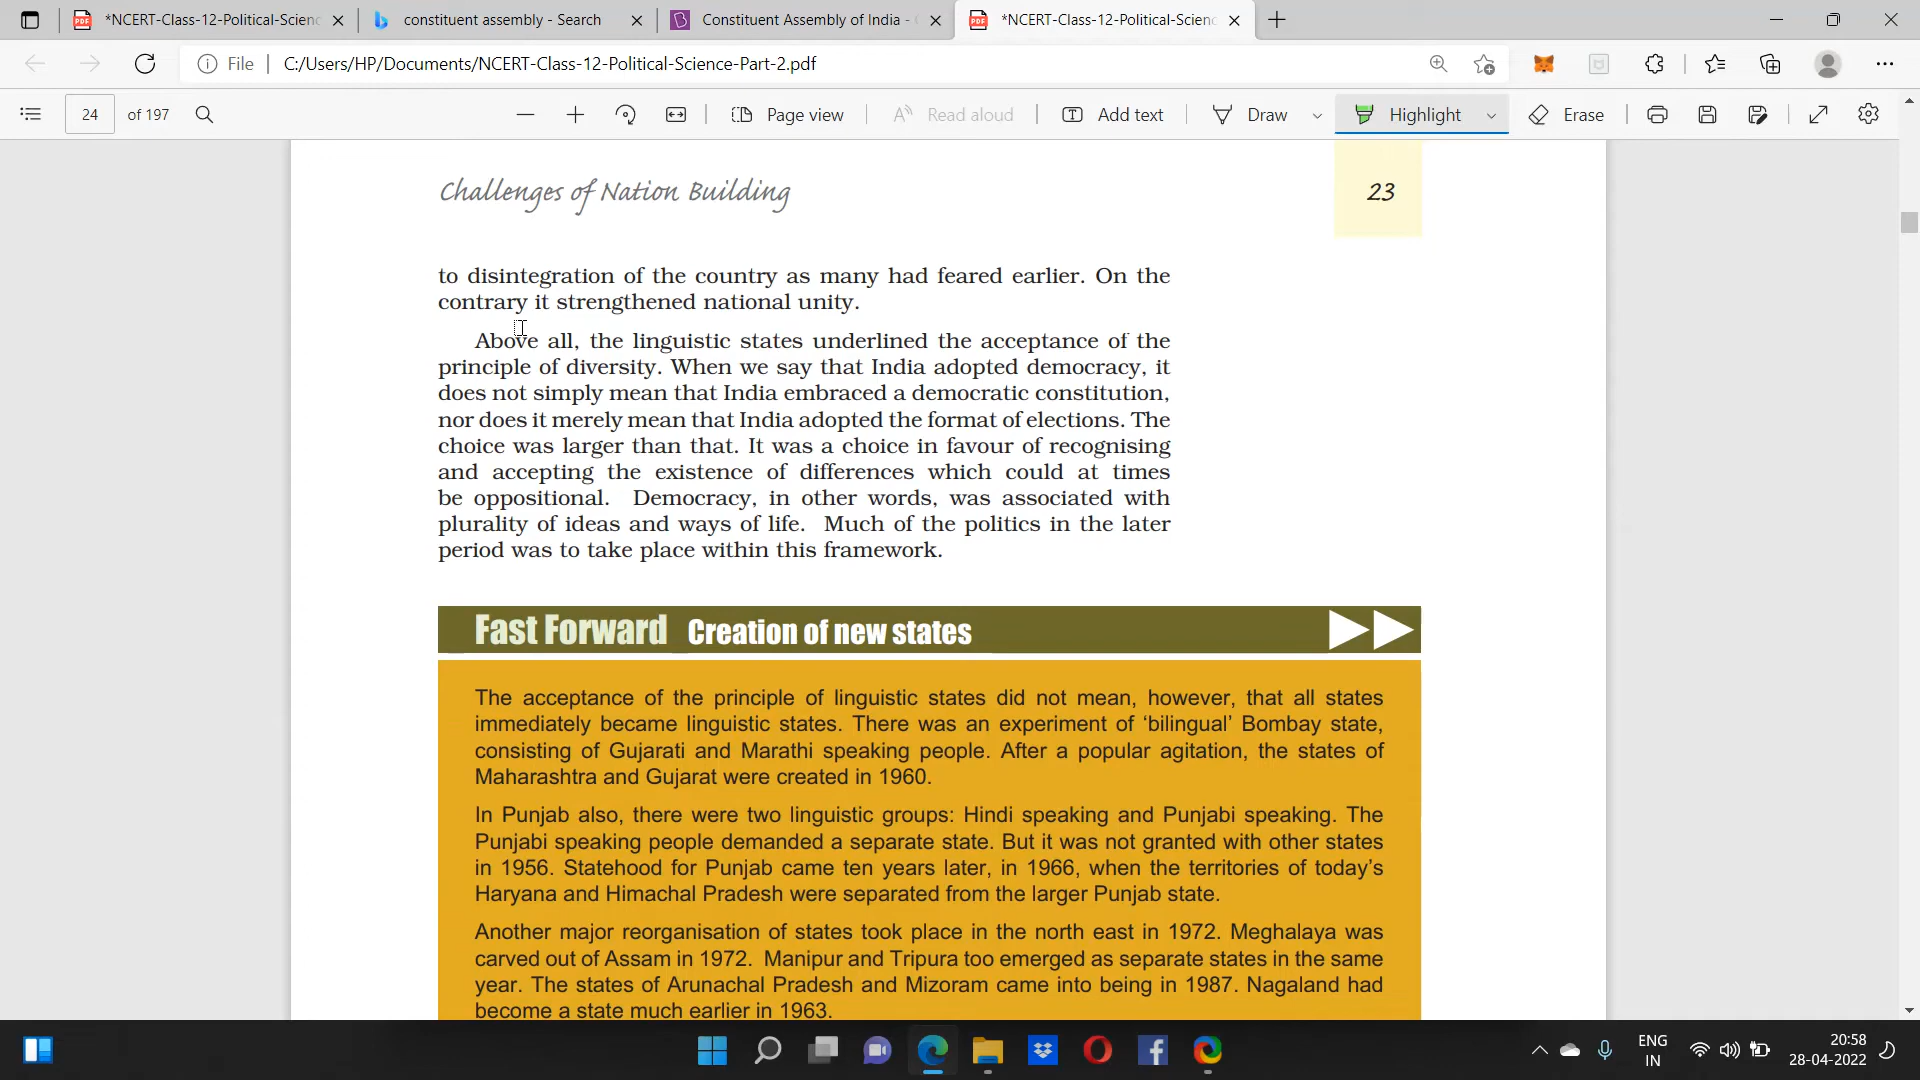 *NCERT-Class-12-Political-Scienc
constituent assembly - Search
Constituent Assembly of India -
*NCERT-Class-12-Political-Scienc
File
C:/Users/HP/Documents/NCERT-Class-12-Political-Science-Part-2.pdf
24
of 197
Page view
Read aloud
Add text
Draw
Highlight
Erase
Challenges of Nation Building
23
to disintegration of the country as many had feared earlier. On the
contrary it strengthened national unity.
Above all, the linguistic states underlined the acceptance of the
principle of diversity. When we say that India adopted democracy, it
does not simply mean that India embraced a democratic constitution,
nor does it merely mean that India adopted the format of elections. The
choice was larger than that. It was a choice in favour of recognising
and accepting the existence of differences which could at times
be oppositional. Democracy, in other words, was associated with
plurality of ideas and ways of life. Much of the politics in the later
period was to take place within this framework.
Fast Forward Creation of new states
The acceptance of the principle of linguistic states did not mean, however, that all states
immediately became linguistic states. There was an experiment of ‘bilingual’ Bombay state,
consisting of Gujarati and Marathi speaking people. After a popular agitation, the states of
Maharashtra and Gujarat were created in 1960.
In Punjab also, there were two linguistic groups: Hindi speaking and Punjabi speaking. The
Punjabi speaking people demanded a separate state. But it was not granted with other states
in 1956. Statehood for Punjab came ten years later, in 1966, when the territories of today’s
Haryana and Himachal Pradesh were separated from the larger Punjab state.
Another major reorganisation of states took place in the north east in 1972. Meghalaya was
carved out of Assam in 1972. Manipur and Tripura too emerged as separate states in the same
year. The states of Arunachal Pradesh and Mizoram came into being in 1987. Nagaland had
become a state much earlier in 1963.
ENG
IN
20:58
28-04-2022